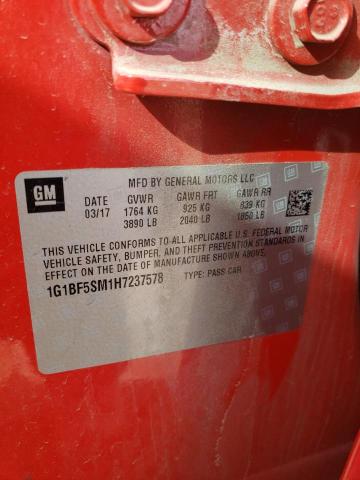 GM
MFD BY GENERAL MOTORS LLC
DATE GVWR GAWR FRT GAWR RR
03/17 1764 KG 925 KG 839 KG
3890 LB 2040 LB 1850 LB
THIS VEHICLE CONFORMS TO ALL APPLICABLE U.S. FEDERAL MOTOR
VEHICLE SAFETY, BUMPER, AND THEFT PREVENTION STANDARDS
IN EFFECT ON THE DATE OF MANUFACTURE SHOWN ABOVE.
1G1BF5SM1H7237578 TYPE: PASS CAR